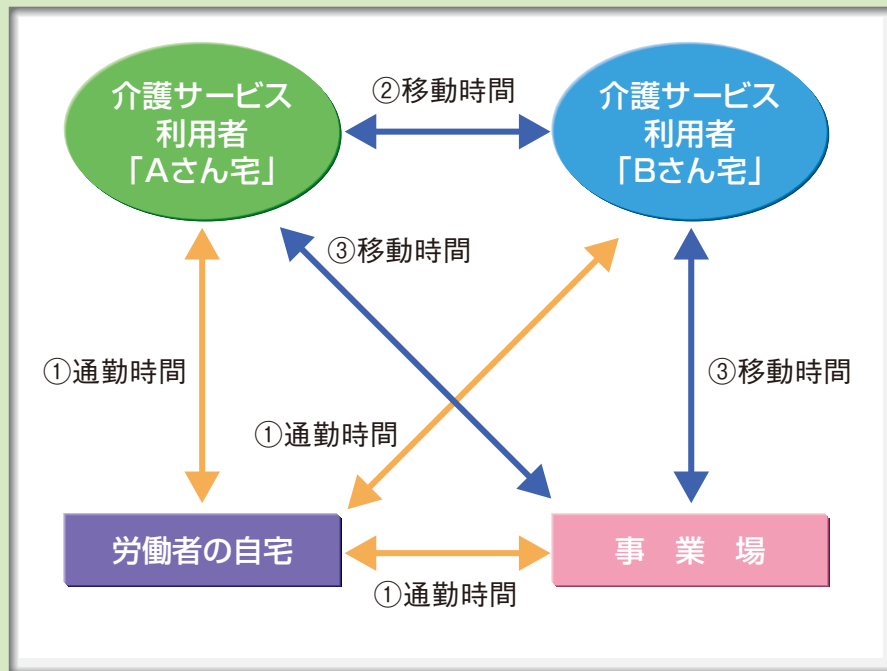 介護サービス
利用者
「Aさん宅」
②移動時間
介護サービス
利用者
「Bさん宅」
③移動時間
①通勤時間
③移動時間
①通勤時間
労働者の自宅
事 業 場
①通勤時間